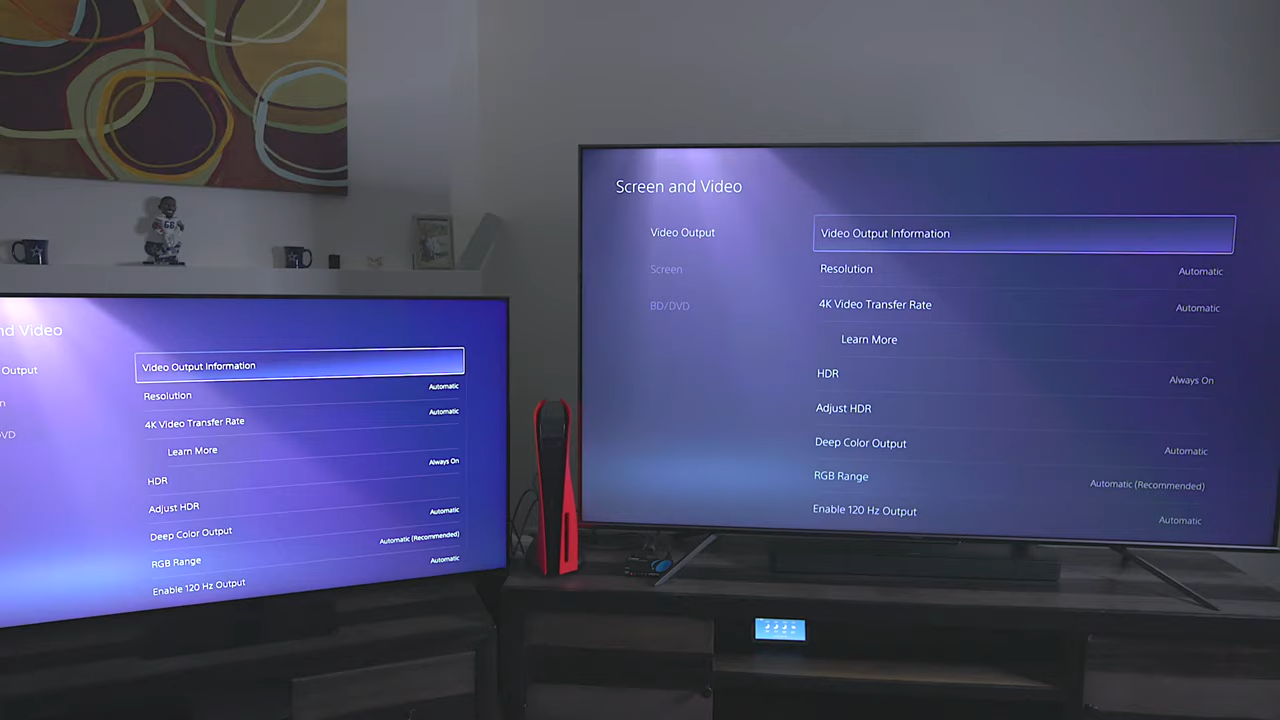 nd Video
Output
n
VD
Video Output Information
Resolution
Automatic
4K Video Transfer Rate
Automatic
Learn More
HDR
Always On
Adjust HDR
Deep Color Output
Automatic
RGB Range
Automatic (Recommended)
Enable 120 Hz Output
Automatic
Screen and Video
Video Output
Screen
BD/DVD
Video Output Information
Resolution
Automatic
4K Video Transfer Rate
Automatic
Learn More
HDR
Always On
Adjust HDR
Deep Color Output
Automatic
RGB Range
Automatic (Recommended)
Enable 120 Hz Output
Automatic